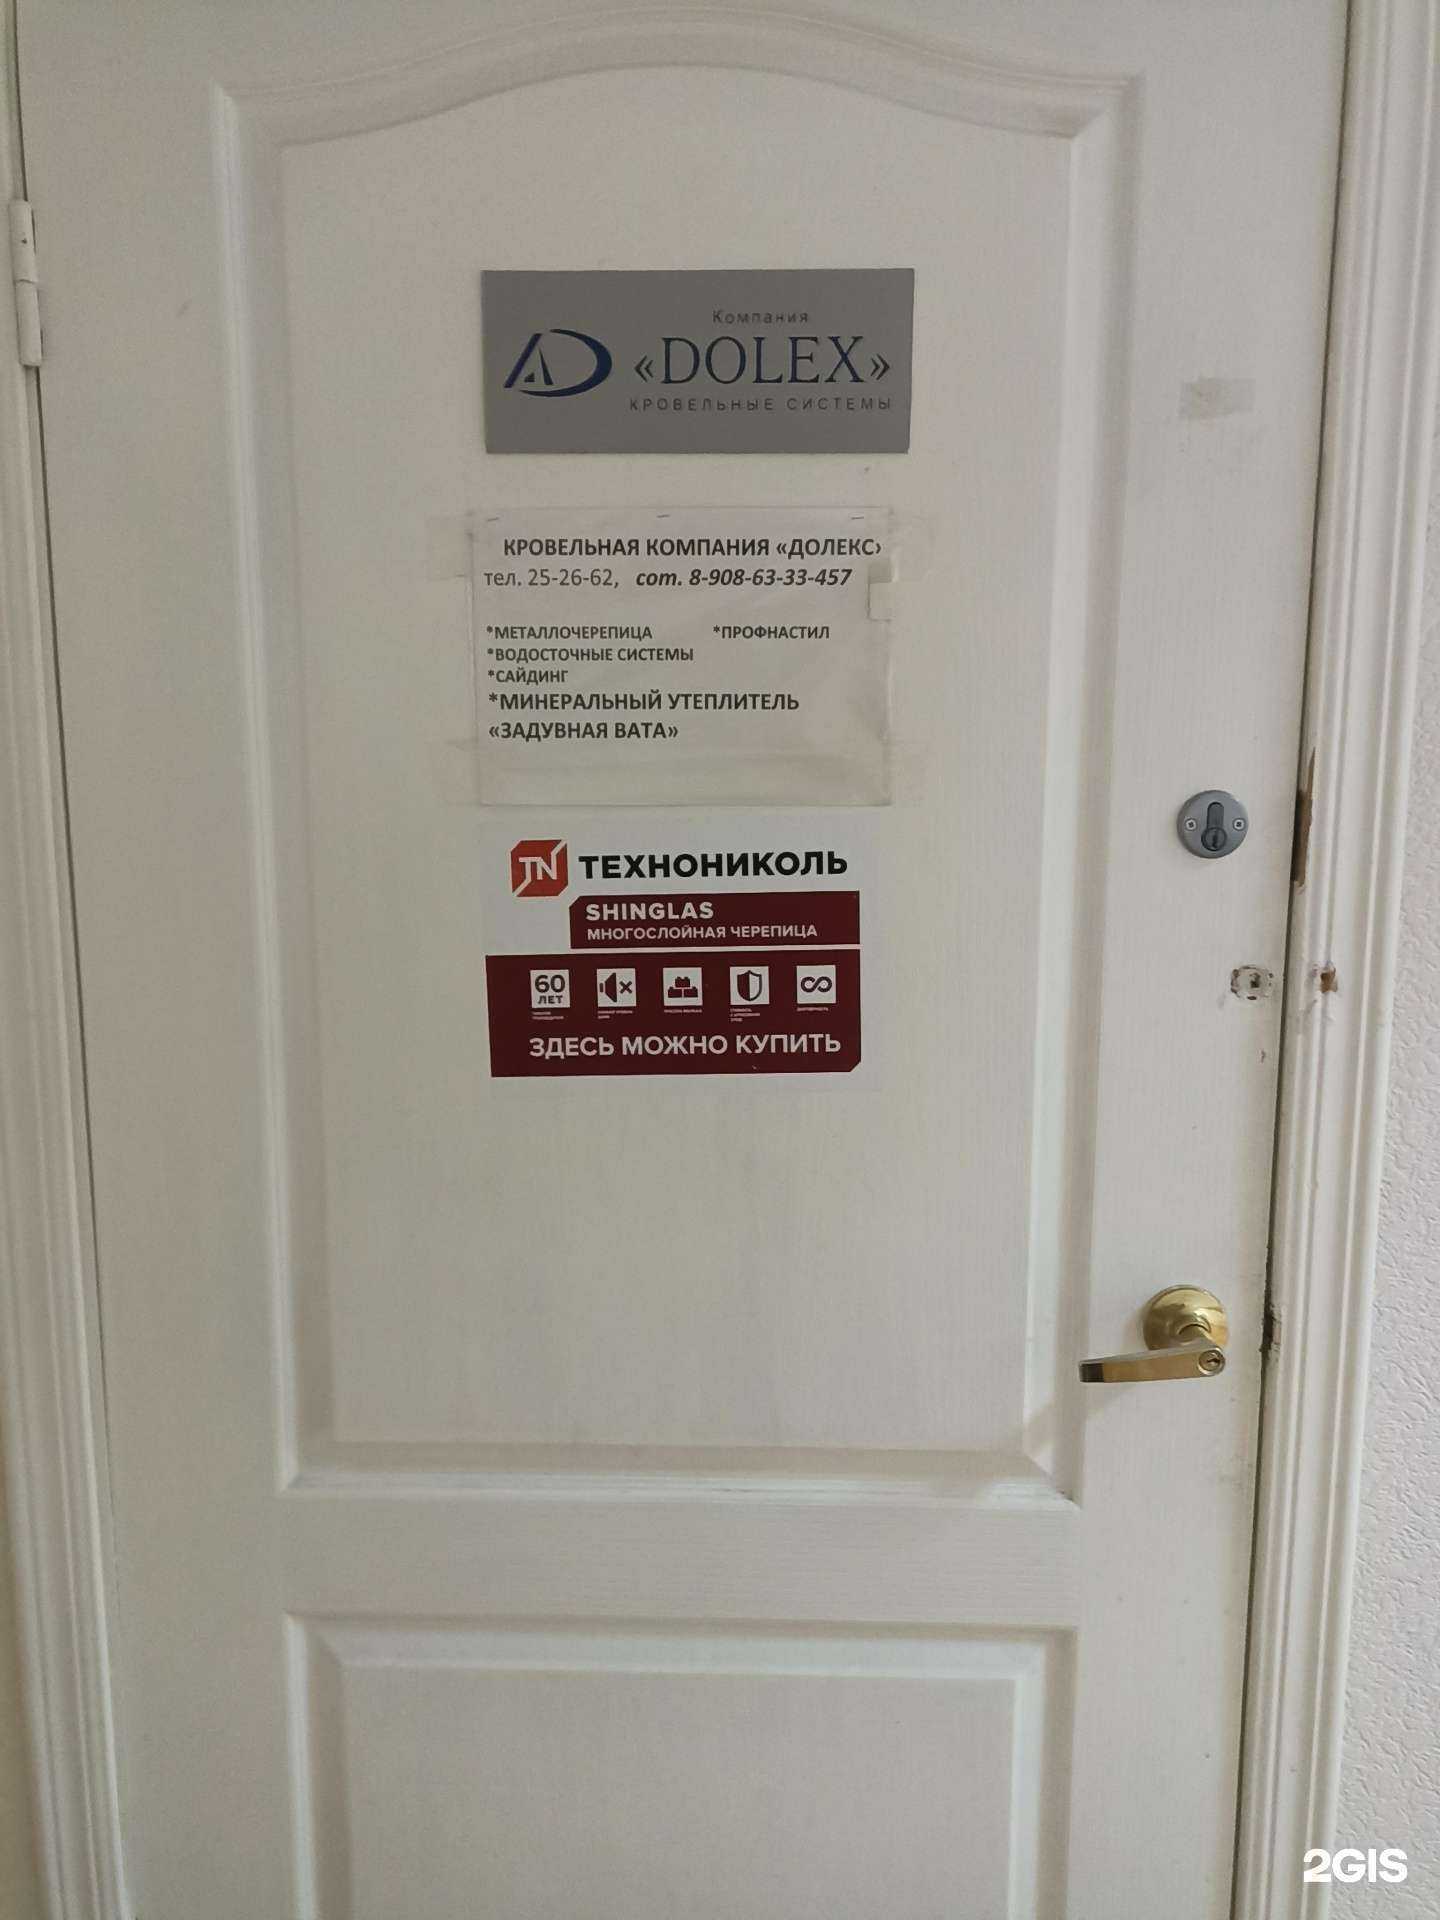 Компания
«DOLEX»
КРОВЕЛЬНЫЕ СИСТЕМЫ
КРОВЕЛЬНАЯ КОМПАНИЯ «ДОЛЕКС»
тел. 25-26-62, сот. 8-908-63-33-457
*МЕТАЛЛОЧЕРЕПИЦА *ПРОФНАСТИЛ
*ВОДОСТОЧНЫЕ СИСТЕМЫ
*САЙДИНГ
*МИНЕРАЛЬНЫЙ УТЕПЛИТЕЛЬ
«ЗАДУВНАЯ ВАТА»
TN ТЕХНОНИКОЛЬ
SHINGLAS
МНОГОСЛОЙНАЯ ЧЕРЕПИЦА
60
ЛЕТ
ЗДЕСЬ МОЖНО КУПИТЬ
2GIS